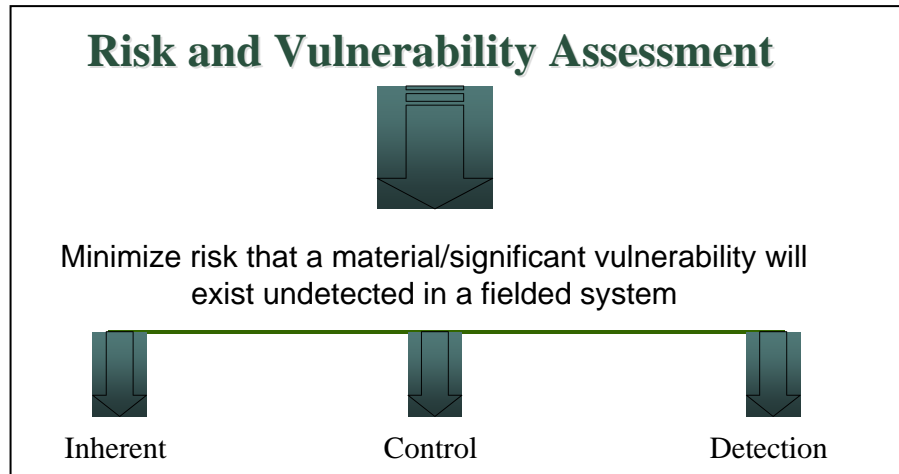 Risk and Vulnerability Assessment
Minimize risk that a material/significant vulnerability will
exist undetected in a fielded system
Inherent
Control
Detection